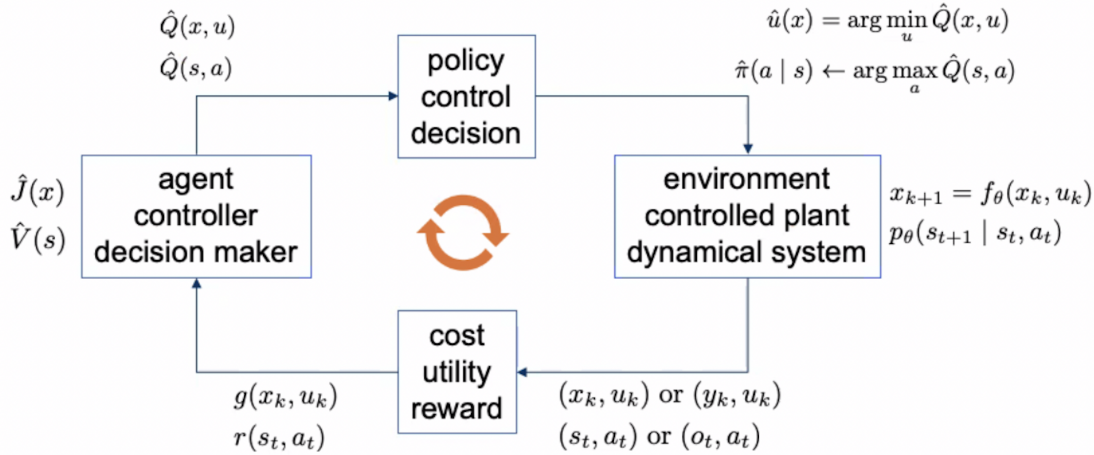 Q̂(x, u)
Q̂(s, a)
policy
control
decision
û(x) = arg min_u Q̂(x, u)
π̂(a | s) ← arg max_a Q̂(s, a)
Ĵ(x)
V̂(s)
agent
controller
decision maker
environment
controlled plant
dynamical system
x_{k+1} = f_θ(x_k, u_k)
p_θ(s_{t+1} | s_t, a_t)
cost
utility
reward
g(x_k, u_k)
r(s_t, a_t)
(x_k, u_k) or (y_k, u_k)
(s_t, a_t) or (o_t, a_t)